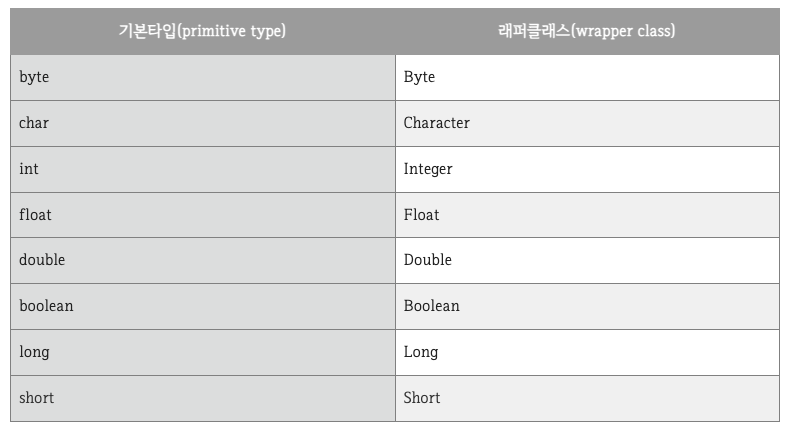 기본타입(primitive type) 래퍼클래스(wrapper class)
byte Byte
char Character
int Integer
float Float
double Double
boolean Boolean
long Long
short Short